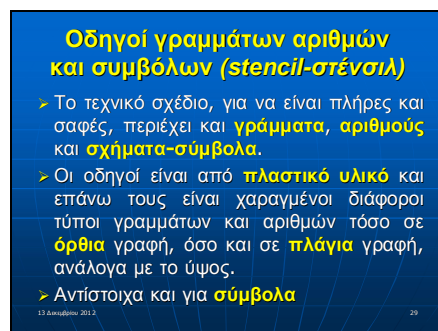 Οδηγοί γραμμάτων αριθμών
και συμβόλων (stencil-στένσιλ)
➢ Το τεχνικό σχέδιο, για να είναι πλήρες και
σαφές, περιέχει και γράμματα, αριθμούς
και σχήματα-σύμβολα.
➢ Οι οδηγοί είναι από πλαστικό υλικό και
επάνω τους είναι χαραγμένοι διάφοροι
τύποι γραμμάτων και αριθμών τόσο σε
όρθια γραφή, όσο και σε πλάγια γραφή,
ανάλογα με το ύψος.
➢ Αντίστοιχα και για σύμβολα
13 Δεκεμβρίου 2012 29